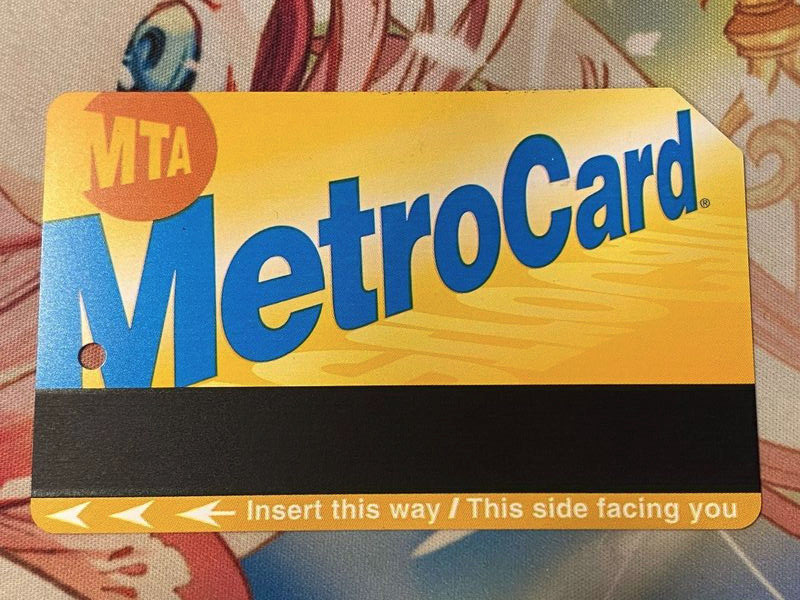 MTA
MetroCard®
Insert this way / This side facing you